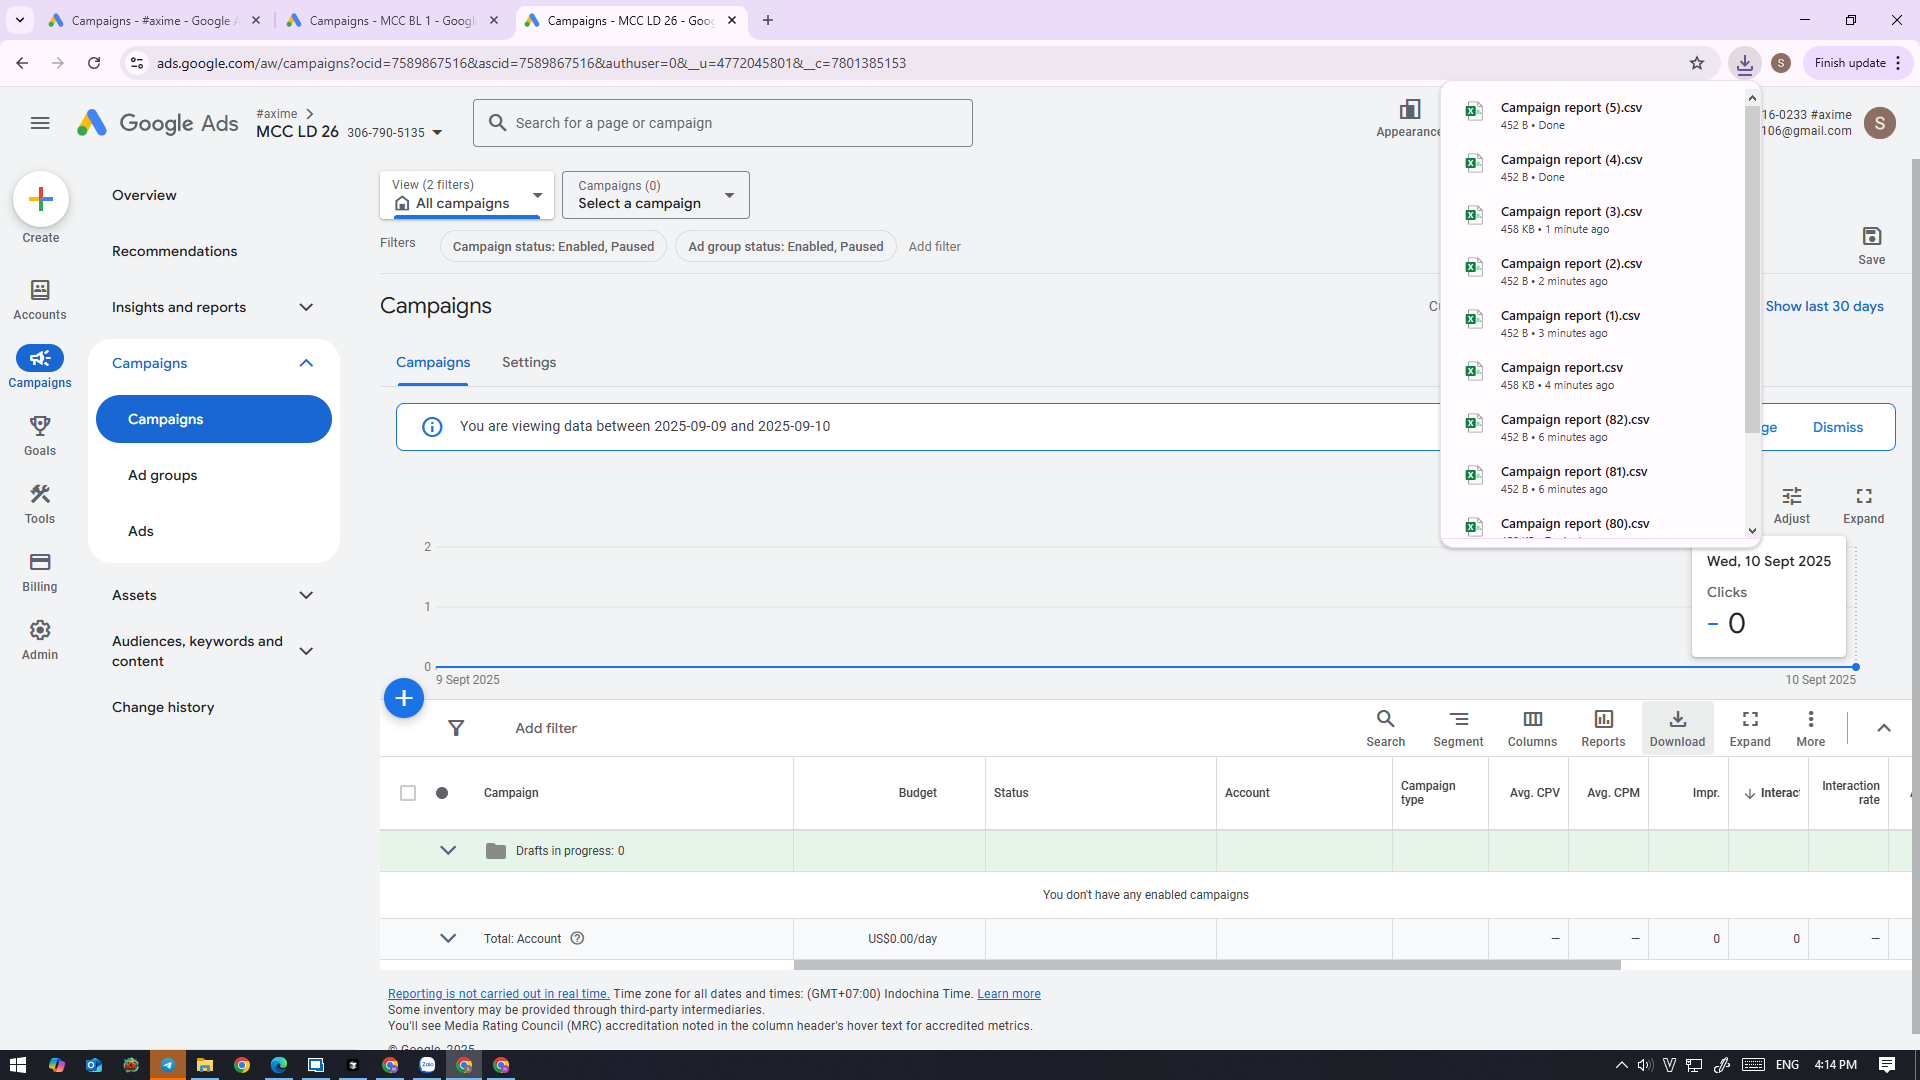 Campaigns - #axime - Google A
Campaigns - MCC BL 1 - Google
Campaigns - MCC LD 26 - Goog
ads.google.com/aw/campaigns?ocid=7589867516&ascid=7589867516&authuser=0&__u=4772045801&__c=7801385153
Finish update
Google Ads
#axime
MCC LD 26 306-790-5135
Search for a page or campaign
Appearance
16-0233 #axime
106@gmail.com
S
Create
Accounts
Campaigns
Goals
Tools
Billing
Admin
Overview
Recommendations
Insights and reports
Campaigns
Campaigns
Ad groups
Ads
Assets
Audiences, keywords and content
Change history
View (2 filters)
All campaigns
Campaigns (0)
Select a campaign
Filters
Campaign status: Enabled, Paused
Ad group status: Enabled, Paused
Add filter
Save
Campaigns
Show last 30 days
Campaigns
Settings
You are viewing data between 2025-09-09 and 2025-09-10
ge
Dismiss
Campaign report (5).csv
452 B • Done
Campaign report (4).csv
452 B • Done
Campaign report (3).csv
458 KB • 1 minute ago
Campaign report (2).csv
452 B • 2 minutes ago
Campaign report (1).csv
452 B • 3 minutes ago
Campaign report.csv
458 KB • 4 minutes ago
Campaign report (82).csv
452 B • 6 minutes ago
Campaign report (81).csv
452 B • 6 minutes ago
Campaign report (80).csv
Adjust
Expand
2
1
0
9 Sept 2025
10 Sept 2025
Wed, 10 Sept 2025
Clicks
0
Add filter
Search
Segment
Columns
Reports
Download
Expand
More
Campaign
Budget
Status
Account
Campaign type
Avg. CPV
Avg. CPM
Impr.
Interact
Interaction rate
Drafts in progress: 0
You don't have any enabled campaigns
Total: Account
US$0.00/day
—
—
0
0
—
Reporting is not carried out in real time. Time zone for all dates and times: (GMT+07:00) Indochina Time. Learn more
Some inventory may be provided through third-party intermediaries.
You'll see Media Rating Council (MRC) accreditation noted in the column header's hover text for accredited metrics.
© Google, 2025
ENG
4:14 PM